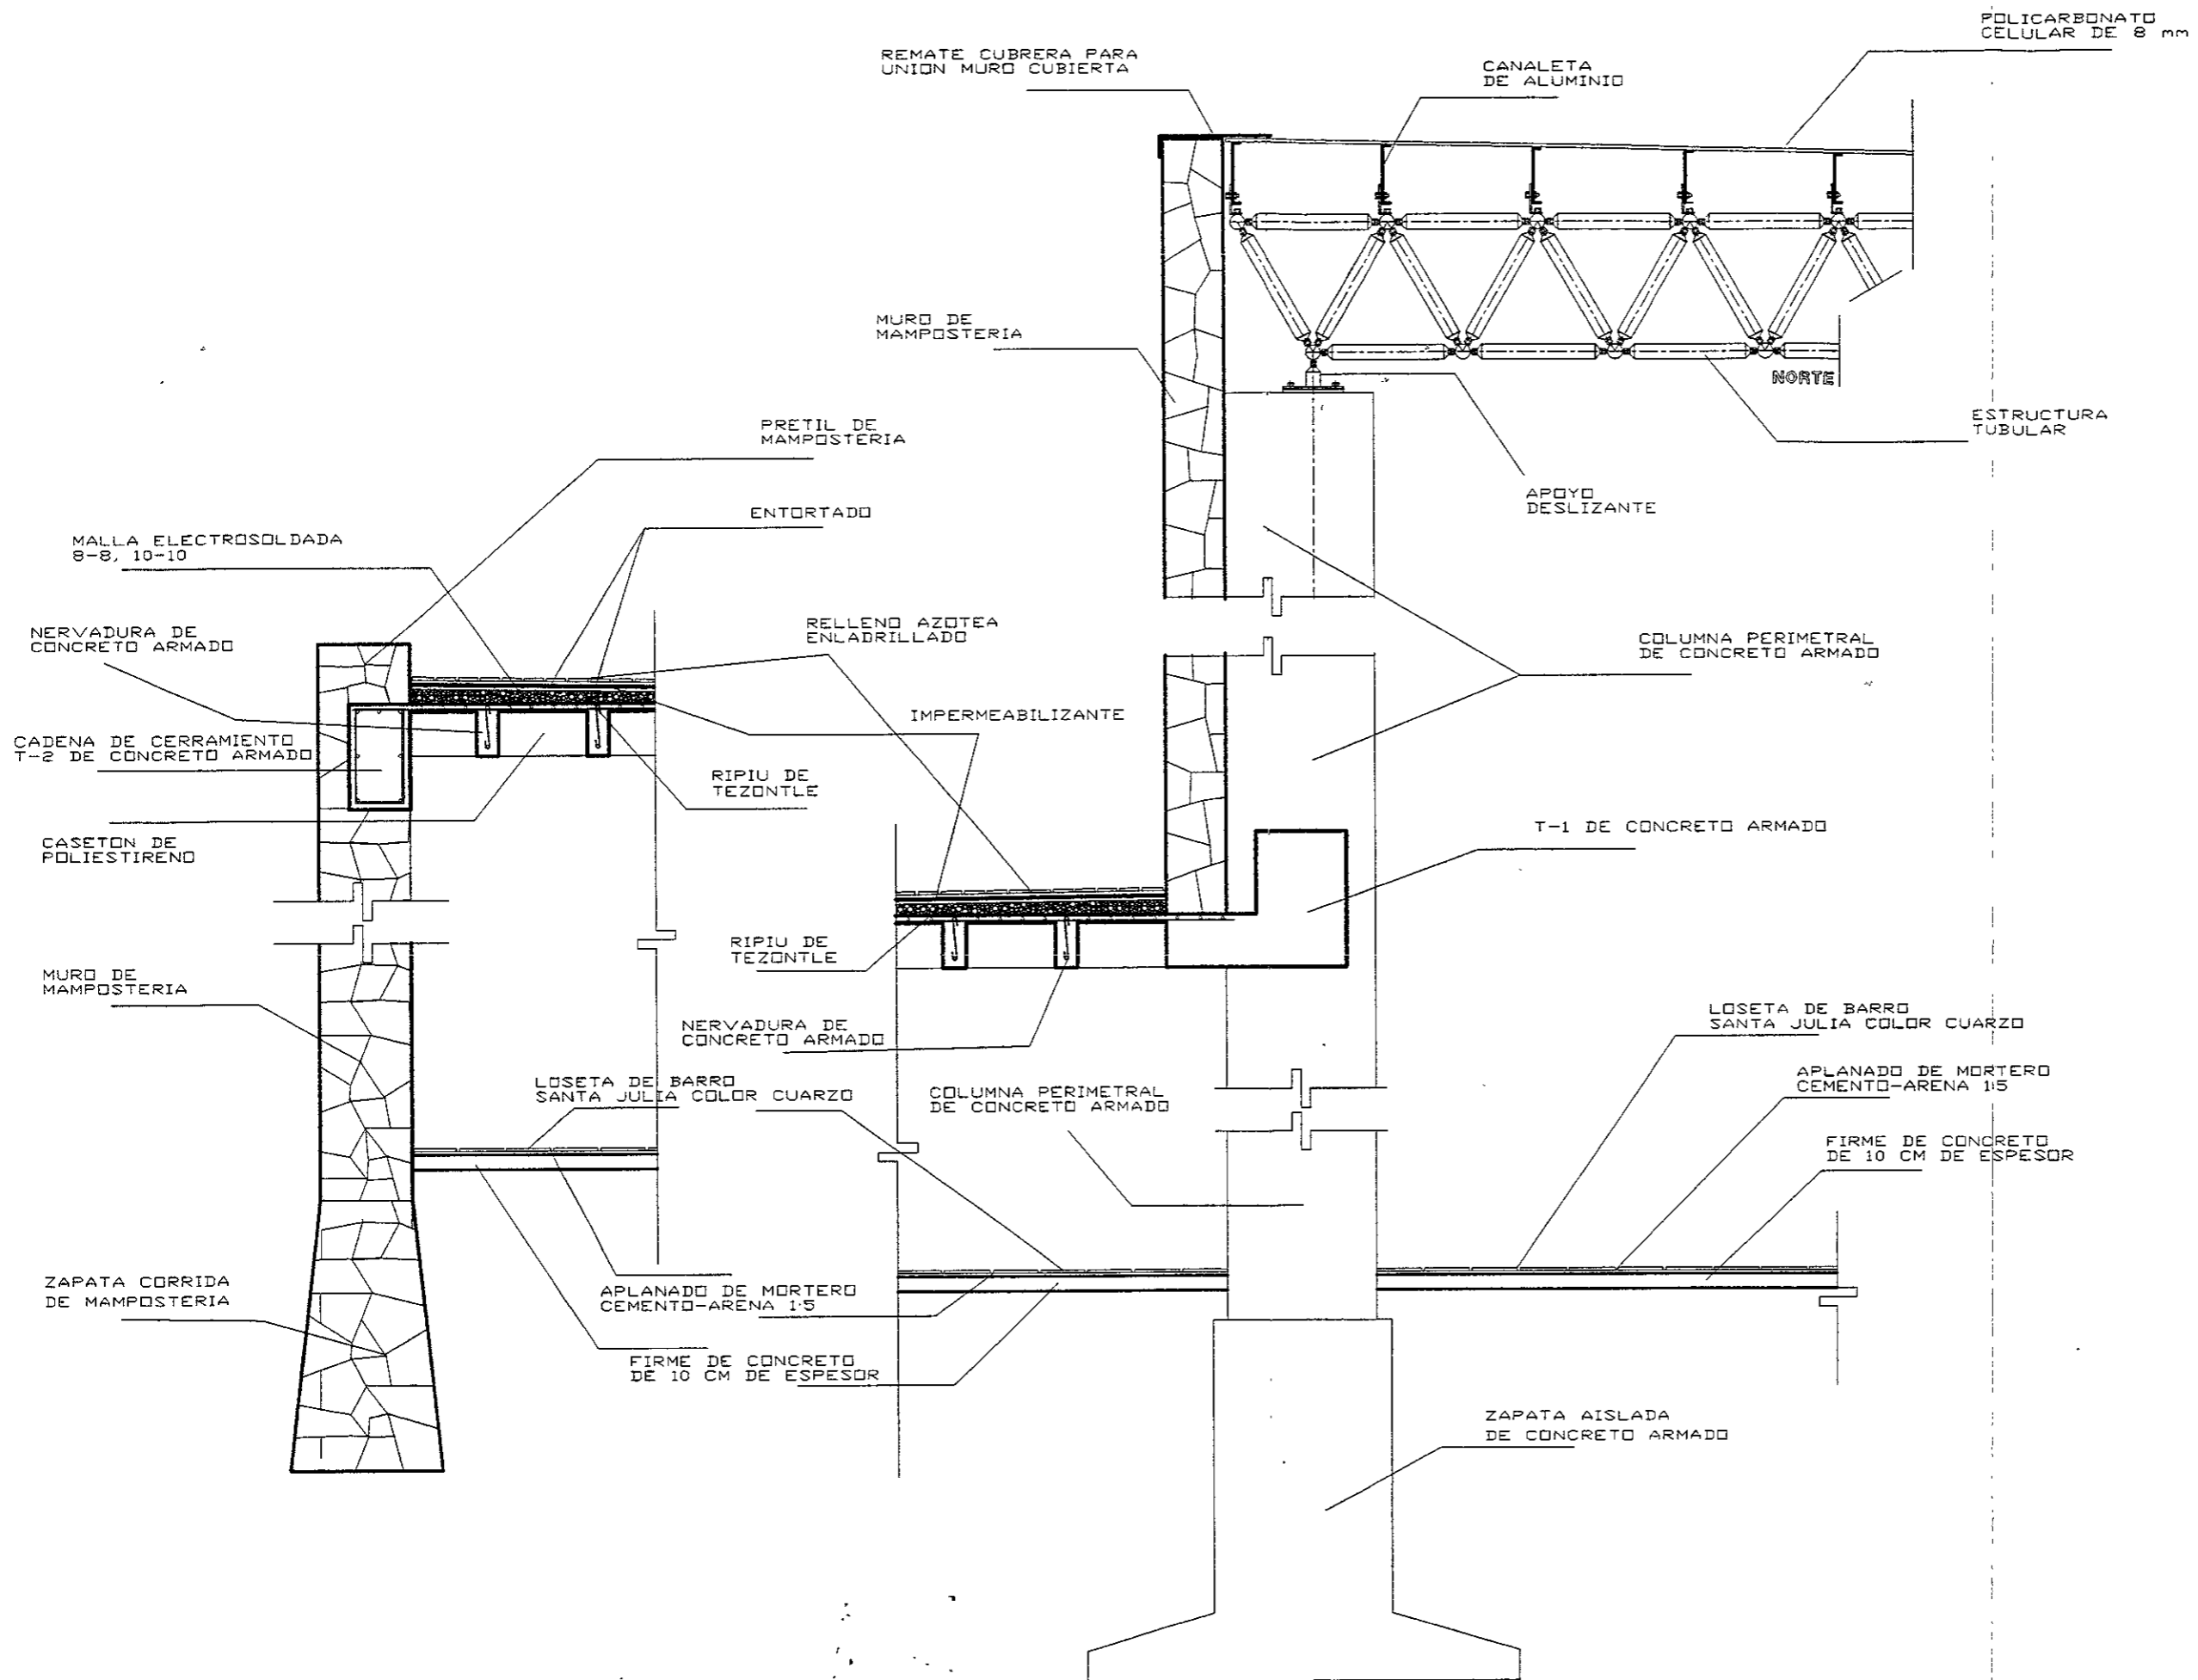 POLICARBONATO
CELULAR DE 8 mm
REMATE CUBRERA PARA
UNION MURO CUBIERTA
CANALETA
DE ALUMINIO
MURO DE
MAMPOSTERIA
NORTE
ESTRUCTURA
TUBULAR
PRETIL DE
MAMPOSTERIA
APOYO
DESLIZANTE
ENTORTADO
MALLA ELECTROSOLDADA
8-8, 10-10
NERVADURA DE
CONCRETO ARMADO
RELLENO AZOTEA
ENLADRILLADO
COLUMNA PERIMETRAL
DE CONCRETO ARMADO
IMPERMEABILIZANTE
CADENA DE CERRAMIENTO
T-2 DE CONCRETO ARMADO
RIPIU DE
TEZONTLE
CASETON DE
POLIESTIRENO
T-1 DE CONCRETO ARMADO
RIPIU DE
TEZONTLE
MURO DE
MAMPOSTERIA
NERVADURA DE
CONCRETO ARMADO
LOSETA DE BARRO
SANTA JULIA COLOR CUARZO
LOSETA DE BARRO
SANTA JULIA COLOR CUARZO
COLUMNA PERIMETRAL
DE CONCRETO ARMADO
APLANADO DE MORTERO
CEMENTO-ARENA 1:5
FIRME DE CONCRETO
DE 10 CM DE ESPESOR
ZAPATA CORRIDA
DE MAMPOSTERIA
APLANADO DE MORTERO
CEMENTO-ARENA 1:5
FIRME DE CONCRETO
DE 10 CM DE ESPESOR
ZAPATA AISLADA
DE CONCRETO ARMADO